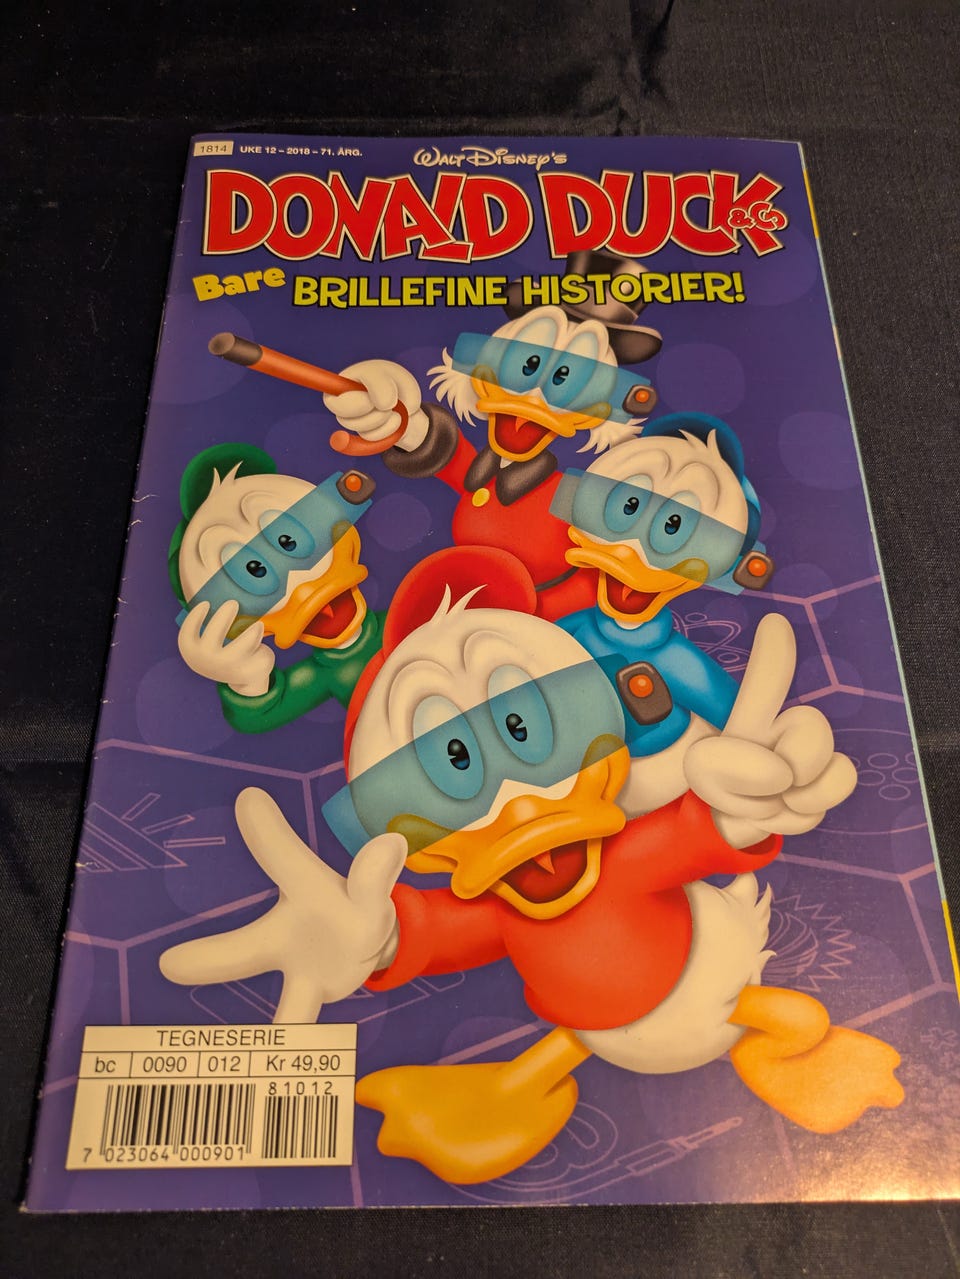 1814 UKE 12 – 2018 – 71. ÅRG.
Walt Disney's
DONALD DUCK & Co
Bare BRILLEFINE HISTORIER!
TEGNESERIE
bc 0090 012 Kr 49,90
81012
7 023064 000901